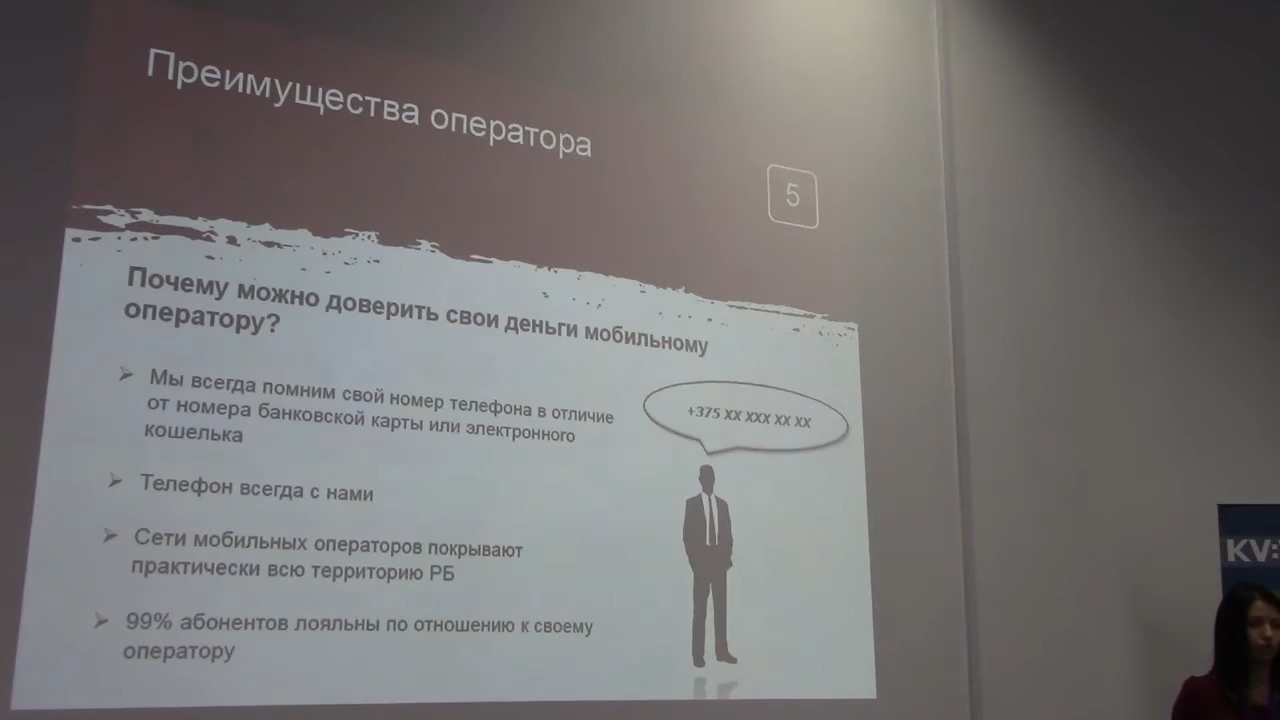 Преимущества оператора
5
Почему можно доверить свои деньги мобильному
оператору?
Мы всегда помним свой номер телефона в отличие
от номера банковской карты или электронного
кошелька
Телефон всегда с нами
Сети мобильных операторов покрывают
практически всю территорию РБ
99% абонентов лояльны по отношению к своему
оператору
+375 XX XXX XX XX
KV: